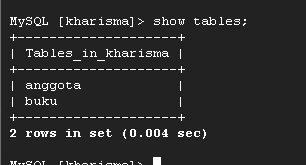 MySQL [kharisma]> show tables;
+--------------------+
| Tables_in_kharisma |
+--------------------+
| anggota            |
| buku               |
+--------------------+
2 rows in set (0.004 sec)
MySQL [kharisma]>